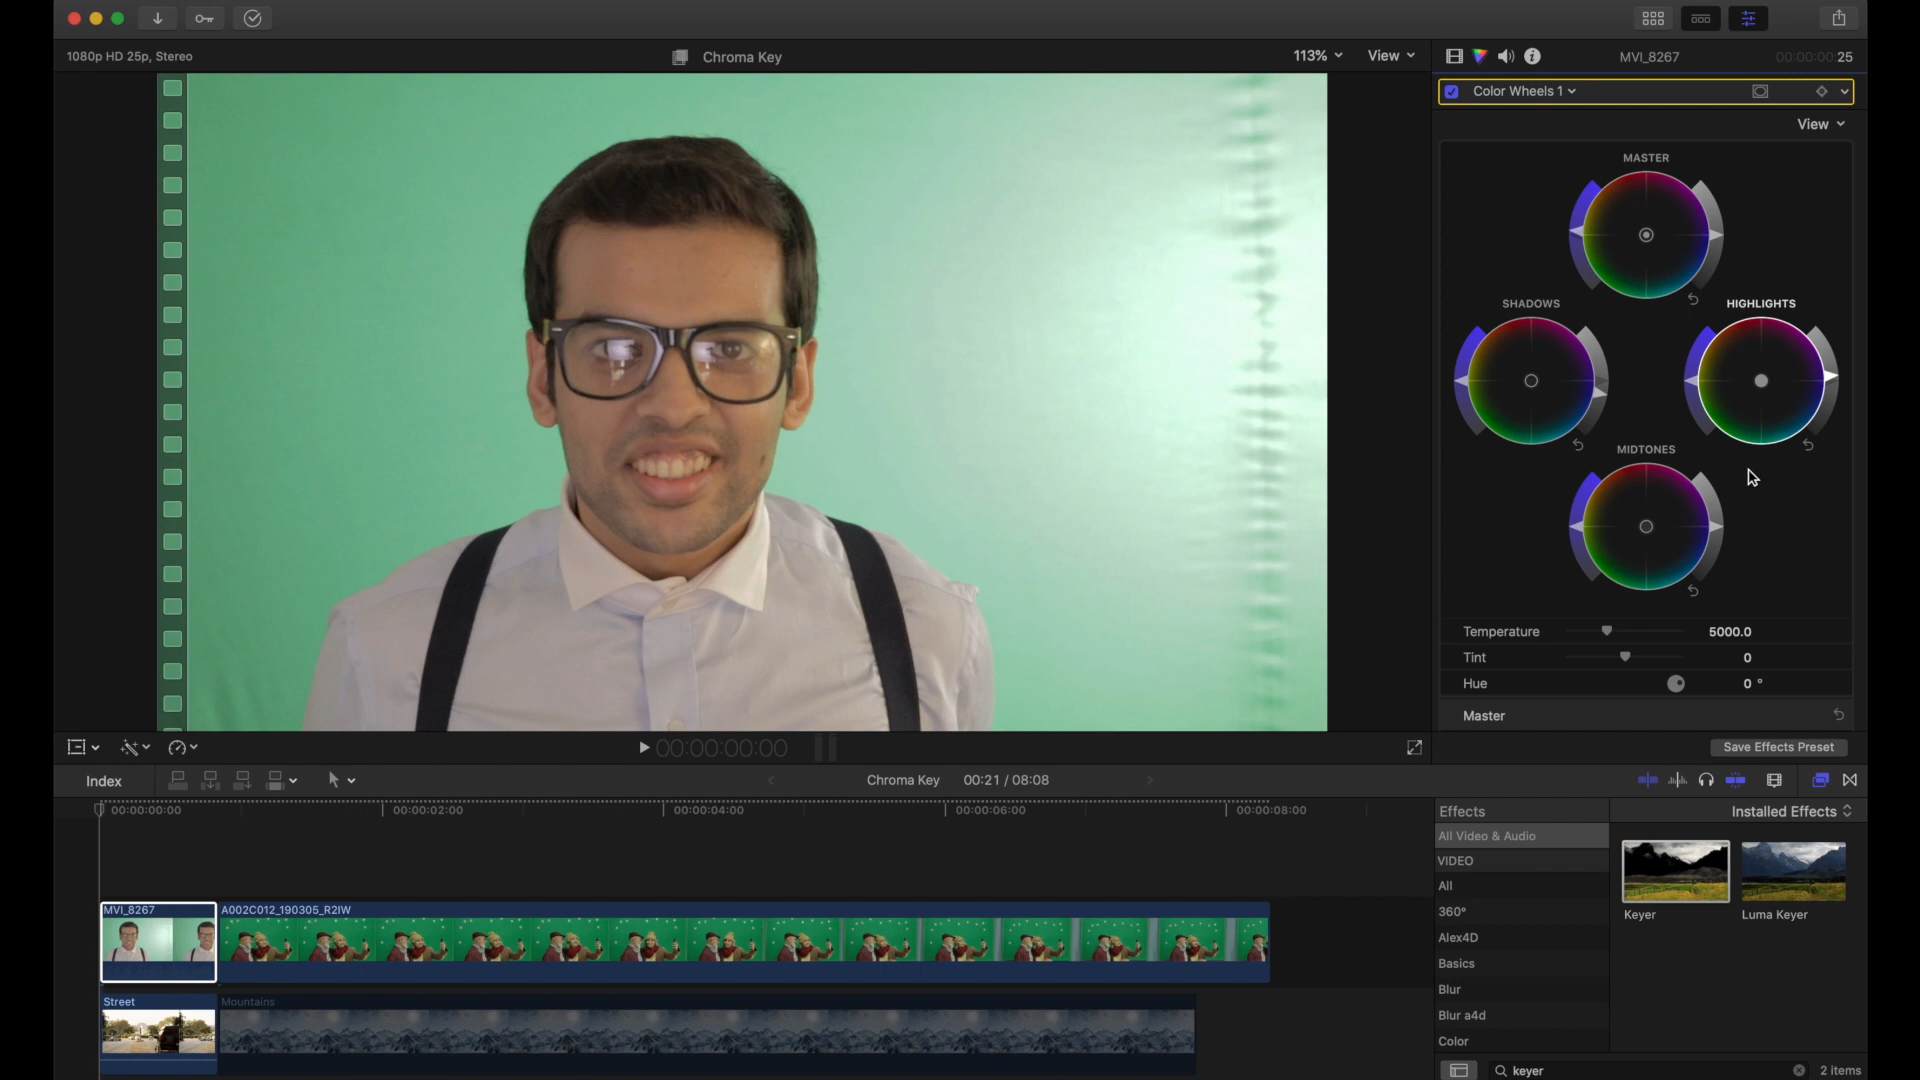 1080p HD 25p, Stereo
Chroma Key
113%
View
MVI_8267
00:00:00:25
Color Wheels 1
View
MASTER
SHADOWS
HIGHLIGHTS
MIDTONES
Temperature 5000.0
Tint 0
Hue 0 °
Master
00:00:00:00
Save Effects Preset
Index
Chroma Key 00:21 / 08:08
00:00:00:00
00:00:02:00
00:00:04:00
00:00:06:00
00:00:08:00
Effects
Installed Effects
All Video & Audio
VIDEO
All
360°
Alex4D
Basics
Blur
Blur a4d
Color
Keyer
Luma Keyer
MVI_8267
A002C012_190305_R2IW
Street
Mountains
keyer
2 items